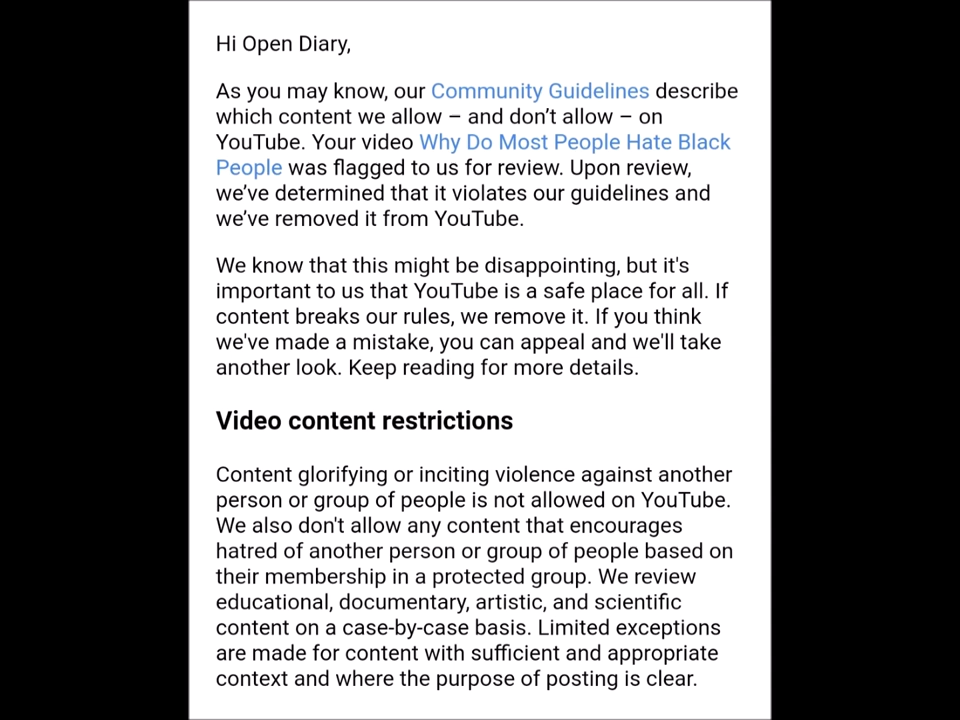 Hi Open Diary,
As you may know, our Community Guidelines describe
which content we allow – and don’t allow – on
YouTube. Your video Why Do Most People Hate Black
People was flagged to us for review. Upon review,
we’ve determined that it violates our guidelines and
we’ve removed it from YouTube.
We know that this might be disappointing, but it's
important to us that YouTube is a safe place for all. If
content breaks our rules, we remove it. If you think
we've made a mistake, you can appeal and we'll take
another look. Keep reading for more details.
Video content restrictions
Content glorifying or inciting violence against another
person or group of people is not allowed on YouTube.
We also don't allow any content that encourages
hatred of another person or group of people based on
their membership in a protected group. We review
educational, documentary, artistic, and scientific
content on a case-by-case basis. Limited exceptions
are made for content with sufficient and appropriate
context and where the purpose of posting is clear.